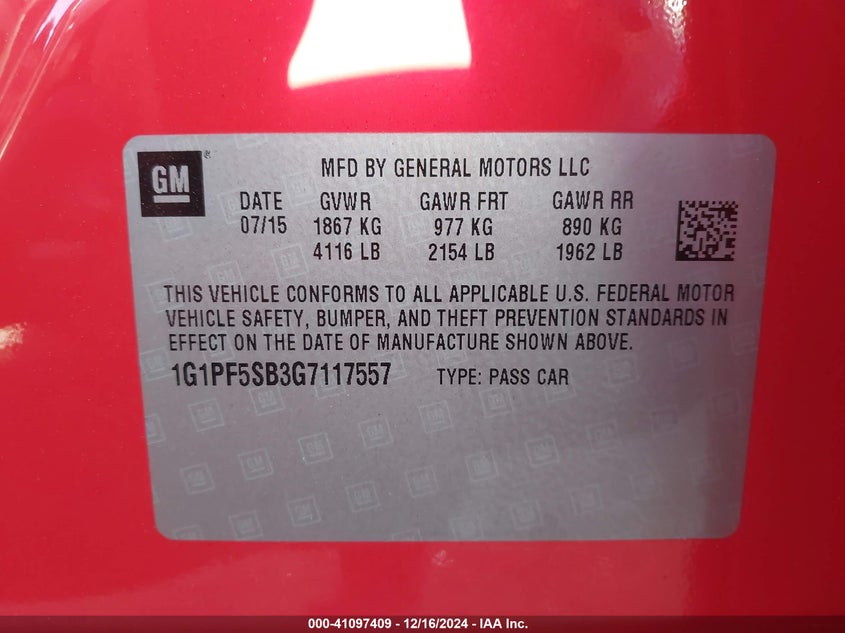 GM
MFD BY GENERAL MOTORS LLC
DATE GVWR GAWR FRT GAWR RR
07/15 1867 KG 977 KG 890 KG
4116 LB 2154 LB 1962 LB
THIS VEHICLE CONFORMS TO ALL APPLICABLE U.S. FEDERAL MOTOR
VEHICLE SAFETY, BUMPER, AND THEFT PREVENTION STANDARDS IN
EFFECT ON THE DATE OF MANUFACTURE SHOWN ABOVE.
1G1PF5SB3G7117557 TYPE: PASS CAR
000-41097409 - 12/16/2024 - IAA Inc.